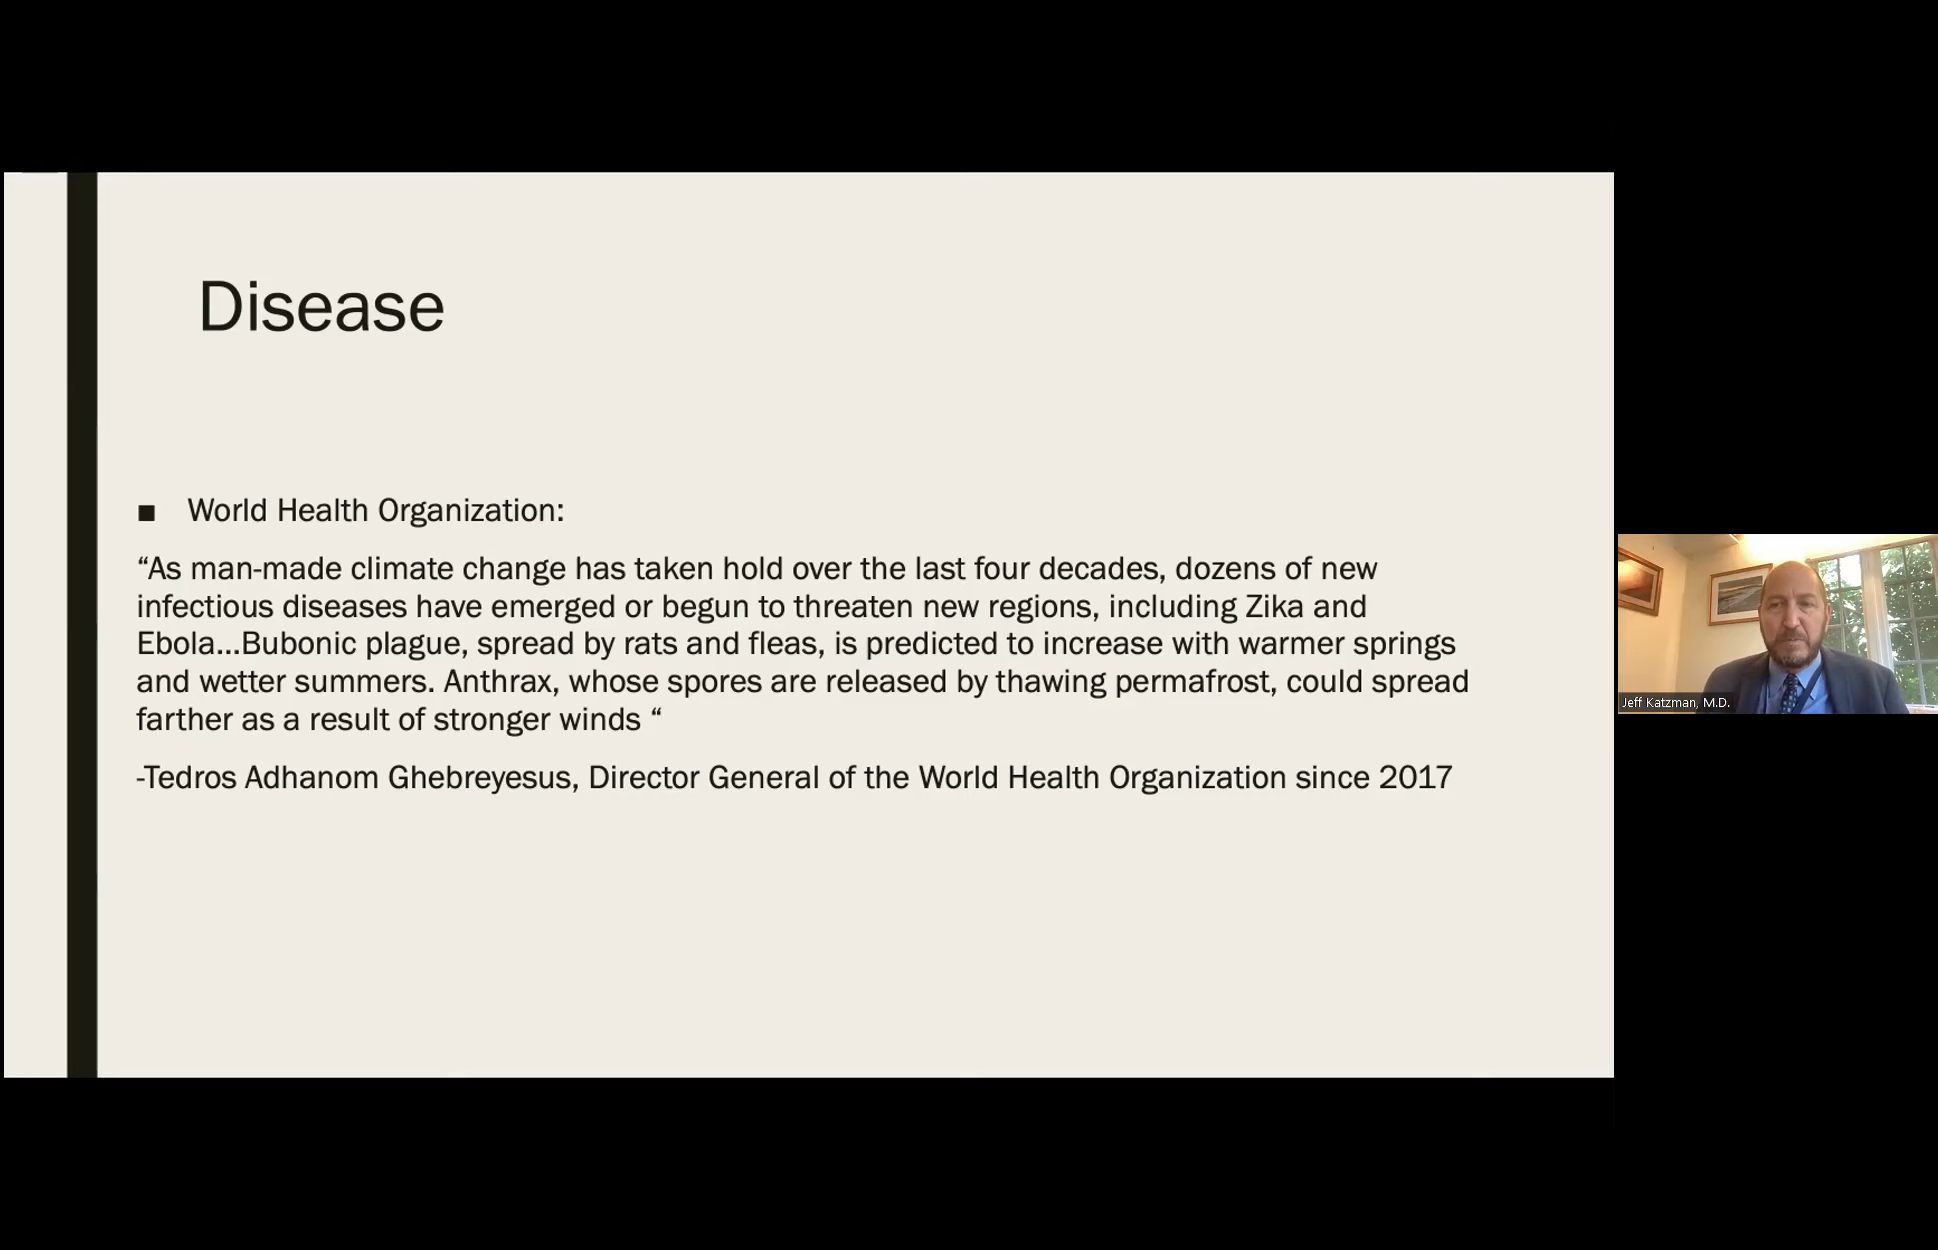 Disease
■ World Health Organization:
“As man-made climate change has taken hold over the last four decades, dozens of new
infectious diseases have emerged or begun to threaten new regions, including Zika and
Ebola...Bubonic plague, spread by rats and fleas, is predicted to increase with warmer springs
and wetter summers. Anthrax, whose spores are released by thawing permafrost, could spread
farther as a result of stronger winds “
-Tedros Adhanom Ghebreyesus, Director General of the World Health Organization since 2017
Jeff Katzman, M.D.